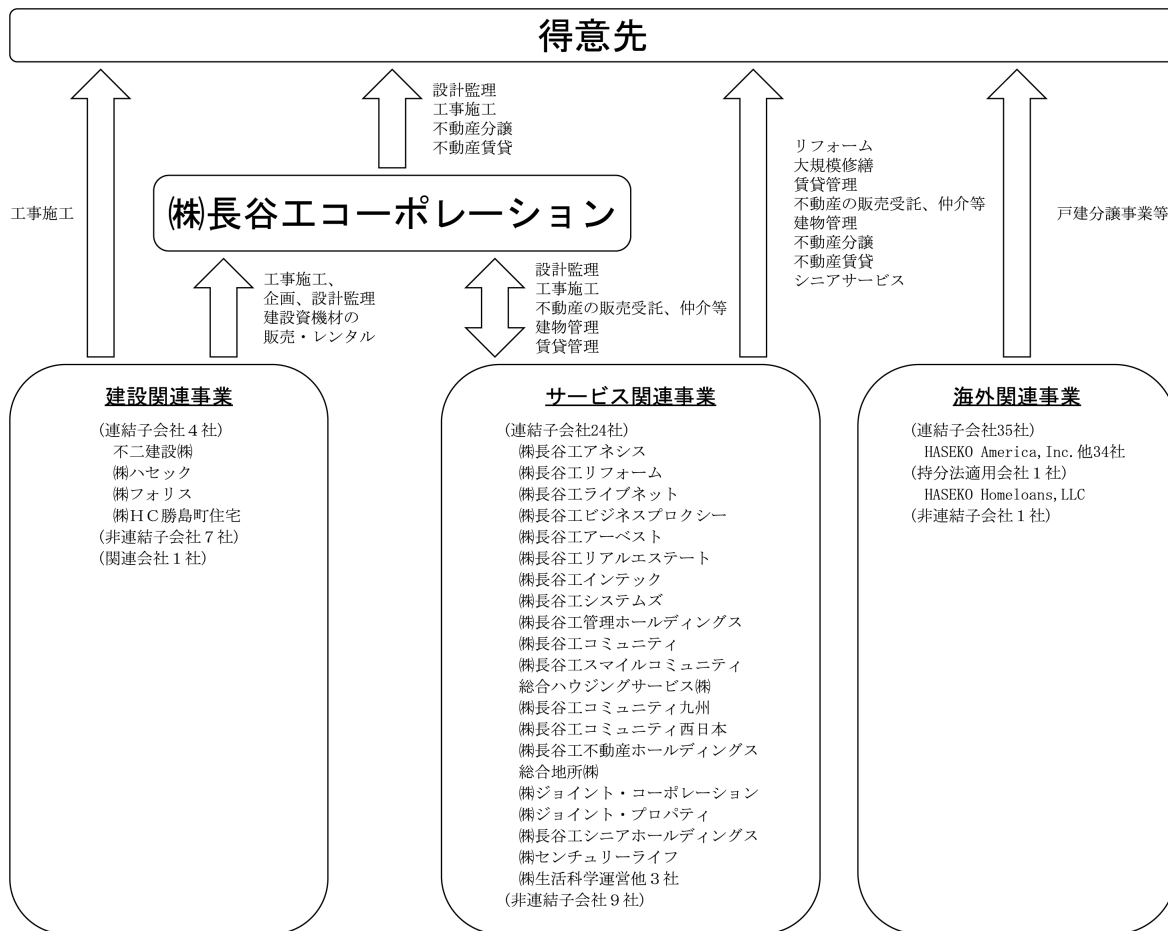 得意先
設計監理
工事施工
不動産分譲
不動産賃貸
リフォーム
大規模修繕
賃貸管理
不動産の販売受託、仲介等
建物管理
不動産分譲
不動産賃貸
シニアサービス
工事施工
㈱長谷工コーポレーション
戸建分譲事業等
工事施工、
企画、設計監理
建設資機材の
販売・レンタル
設計監理
工事施工
不動産の販売受託、仲介等
建物管理
賃貸管理
建設関連事業
(連結子会社4社)
不二建設㈱
㈱ハセック
㈱フォリス
㈱HC勝島町住宅
(非連結子会社7社)
(関連会社1社)
サービス関連事業
(連結子会社24社)
㈱長谷工アネシス
㈱長谷工リフォーム
㈱長谷工ライブネット
㈱長谷工ビジネスプロクシー
㈱長谷工アーベスト
㈱長谷工リアルエステート
㈱長谷工インテック
㈱長谷工システムズ
㈱長谷工管理ホールディングス
㈱長谷工コミュニティ
㈱長谷工スマイルコミュニティ
総合ハウジングサービス㈱
㈱長谷工コミュニティ九州
㈱長谷工コミュニティ西日本
㈱長谷工不動産ホールディングス
総合地所㈱
㈱ジョイント・コーポレーション
㈱ジョイント・プロパティ
㈱長谷工シニアホールディングス
㈱センチュリーライフ
㈱生活科学運営他3社
(非連結子会社9社)
海外関連事業
(連結子会社35社)
HASEKO America,Inc.他34社
(持分法適用会社1社)
HASEKO Homeloans,LLC
(非連結子会社1社)